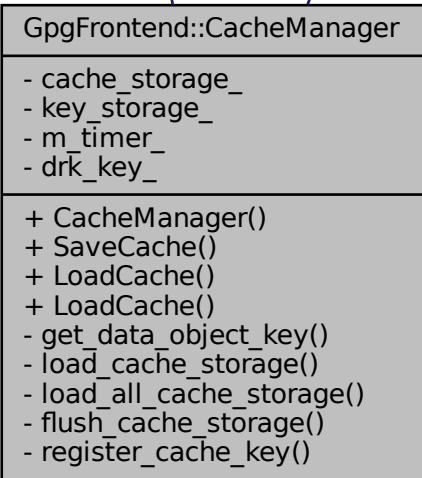 GpgFrontend::CacheManager
- cache_storage_
- key_storage_
- m_timer_
- drk_key_
+ CacheManager()
+ SaveCache()
+ LoadCache()
+ LoadCache()
- get_data_object_key()
- load_cache_storage()
- load_all_cache_storage()
- flush_cache_storage()
- register_cache_key()